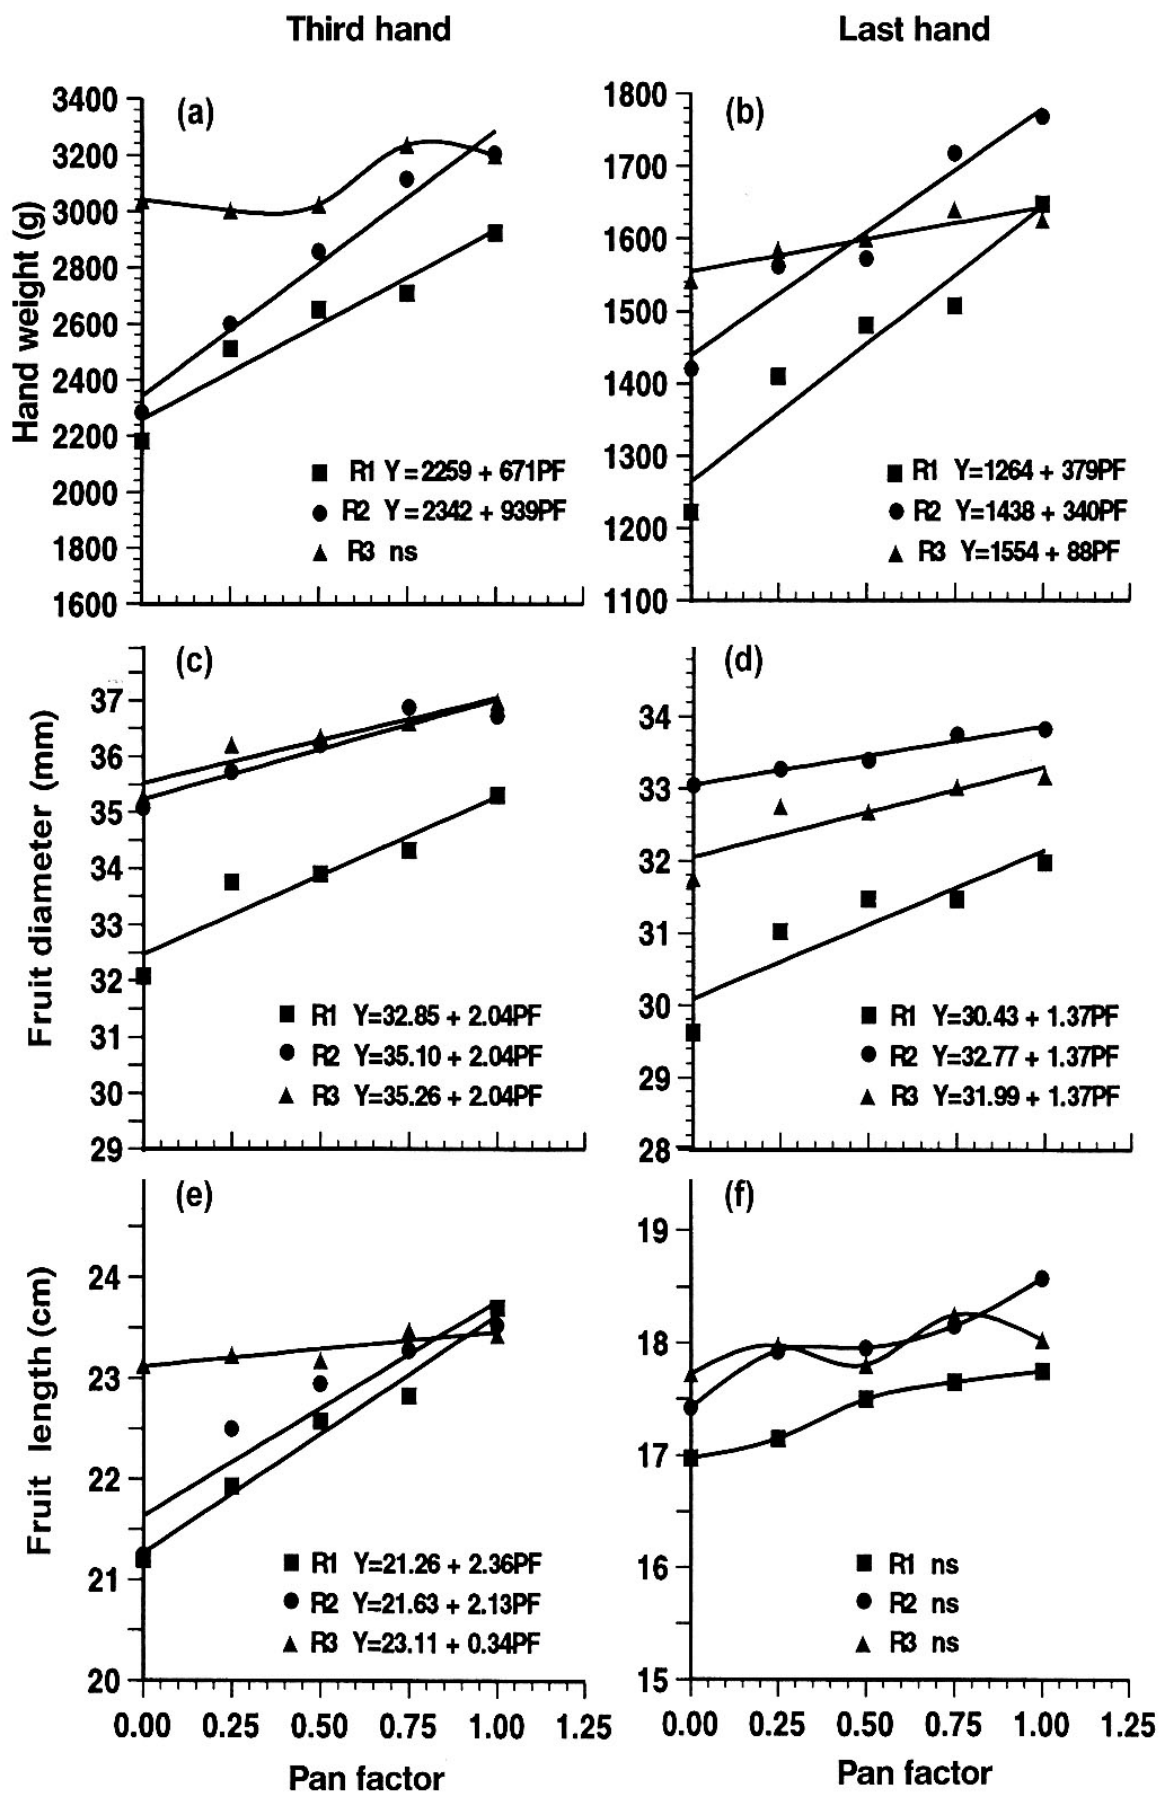 Third hand
Last hand
(a)
Hand weight (g)
3400
3200
3000
2800
2600
2400
2200
2000
1800
1600
R1 Y=2259 + 671PF
R2 Y=2342 + 939PF
R3 ns
(b)
1800
1700
1600
1500
1400
1300
1200
1100
R1 Y=1264 + 379PF
R2 Y=1438 + 340PF
R3 Y=1554 + 88PF
(c)
Fruit diameter (mm)
37
36
35
34
33
32
31
30
29
R1 Y=32.85 + 2.04PF
R2 Y=35.10 + 2.04PF
R3 Y=35.26 + 2.04PF
(d)
34
33
32
31
30
29
28
R1 Y=30.43 + 1.37PF
R2 Y=32.77 + 1.37PF
R3 Y=31.99 + 1.37PF
(e)
Fruit length (cm)
24
23
22
21
20
R1 Y=21.26 + 2.36PF
R2 Y=21.63 + 2.13PF
R3 Y=23.11 + 0.34PF
0.00 0.25 0.50 0.75 1.00 1.25
Pan factor
(f)
19
18
17
16
15
R1 ns
R2 ns
R3 ns
0.00 0.25 0.50 0.75 1.00 1.25
Pan factor